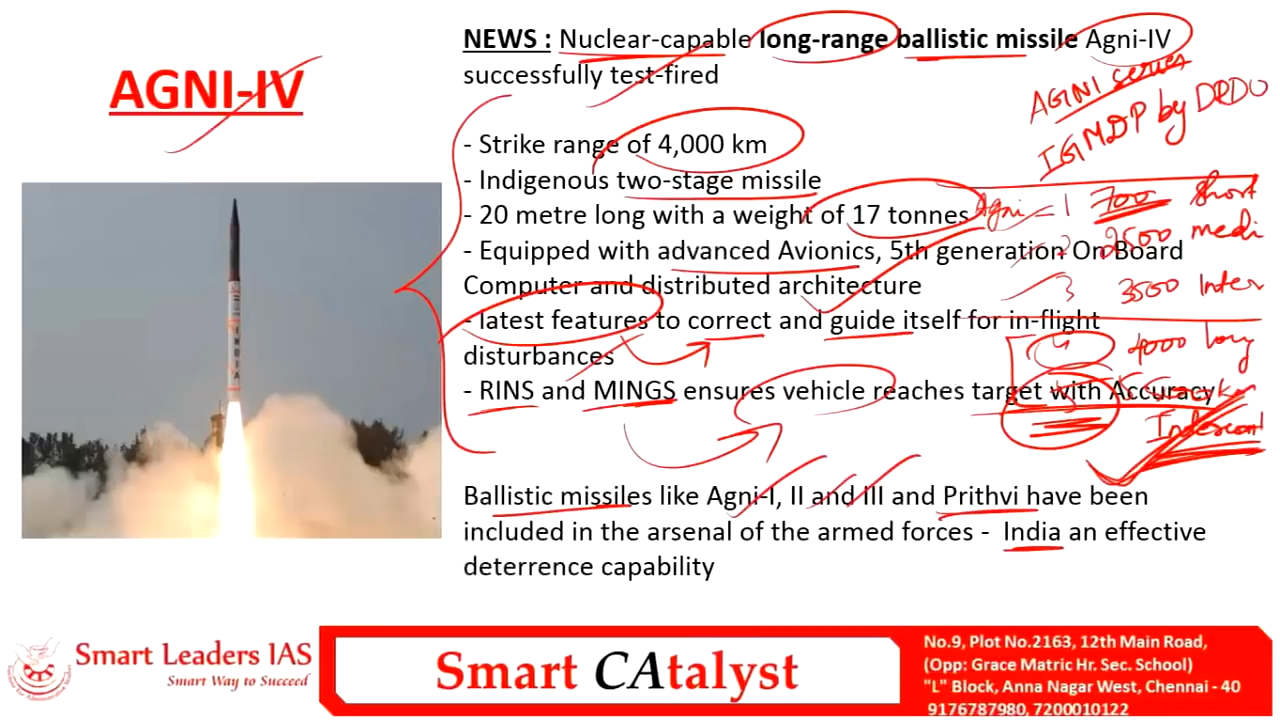 AGNI-IV
NEWS : Nuclear-capable long-range ballistic missile Agni-IV
successfully test-fired
- Strike range of 4,000 km
- Indigenous two-stage missile
- 20 metre long with a weight of 17 tonnes
- Equipped with advanced Avionics, 5th generation On Board
Computer and distributed architecture
- latest features to correct and guide itself for in-flight
disturbances
- RINS and MINGS ensures vehicle reaches target with Accuracy
Ballistic missiles like Agni-I, II and III and Prithvi have been
included in the arsenal of the armed forces - India an effective
deterrence capability
AGNI series
IGMDP by DRDO
Agni - 1 700 Short
2 2500 medi
3 3500 Inter
4 4000 long
5
Smart Leaders IAS
Smart Way to Succeed
Smart CAtalyst
No.9, Plot No.2163, 12th Main Road,
(Opp: Grace Matric Hr. Sec. School)
"L" Block, Anna Nagar West, Chennai - 40
9176787980, 7200010122